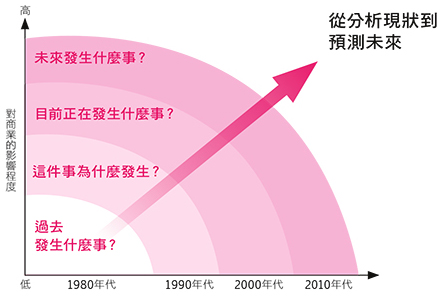 高
從分析現狀到
預測未來
未來發生什麼事？
目前正在發生什麼事？
這件事為什麼發生？
過去
發生什麼事？
對商業的影響程度
低
1980年代
1990年代
2000年代
2010年代